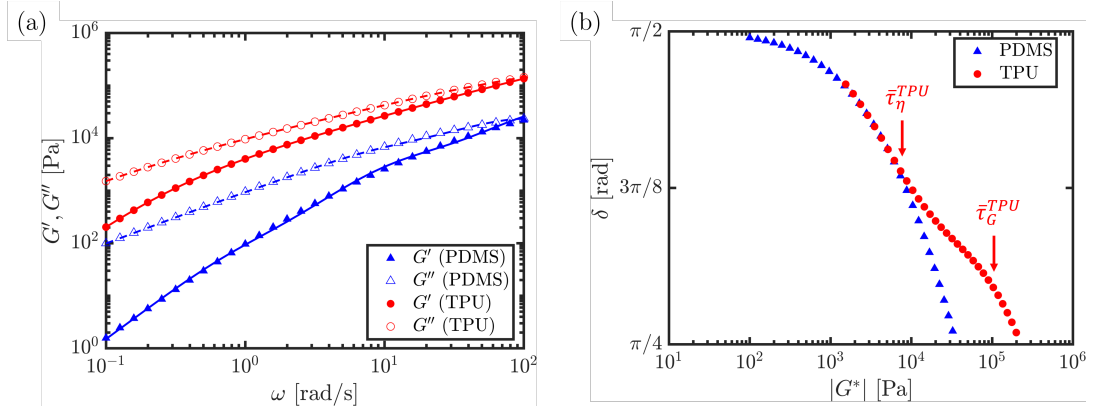 (a)
10^6
10^4
10^2
10^0
G′, G″ [Pa]
G′ (PDMS)
G″ (PDMS)
G′ (TPU)
G″ (TPU)
10^−1
10^0
10^1
10^2
ω [rad/s]
(b)
π/2
3π/8
π/4
δ [rad]
PDMS
TPU
τ̄_η^{TPU}
τ̄_G^{TPU}
10^1
10^2
10^3
10^4
10^5
10^6
|G*| [Pa]